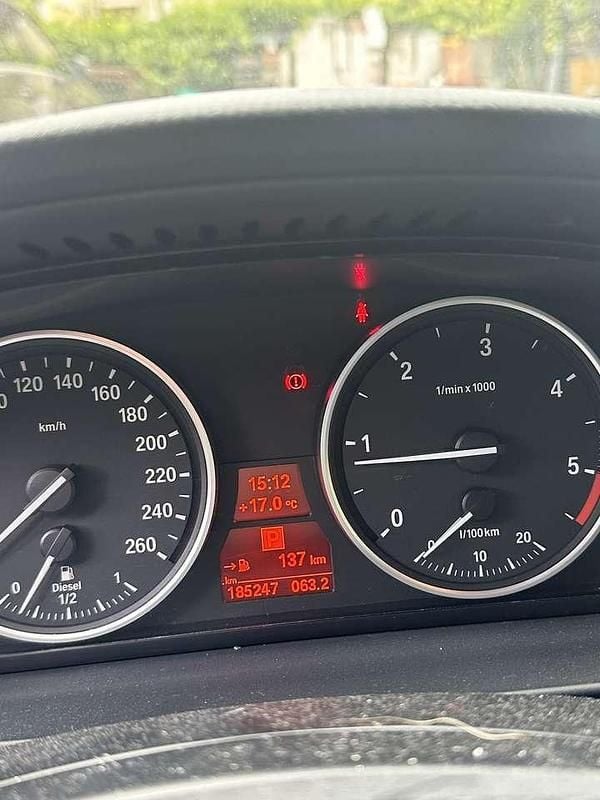 120 140 160 180 200 220 240 260
km/h
0 1/2 1
Diesel
15:12
+17.0 °C
P
137 km
km
185247 063.2
0 1 2 3 4 5
1/min x 1000
0 10 20
l/100km